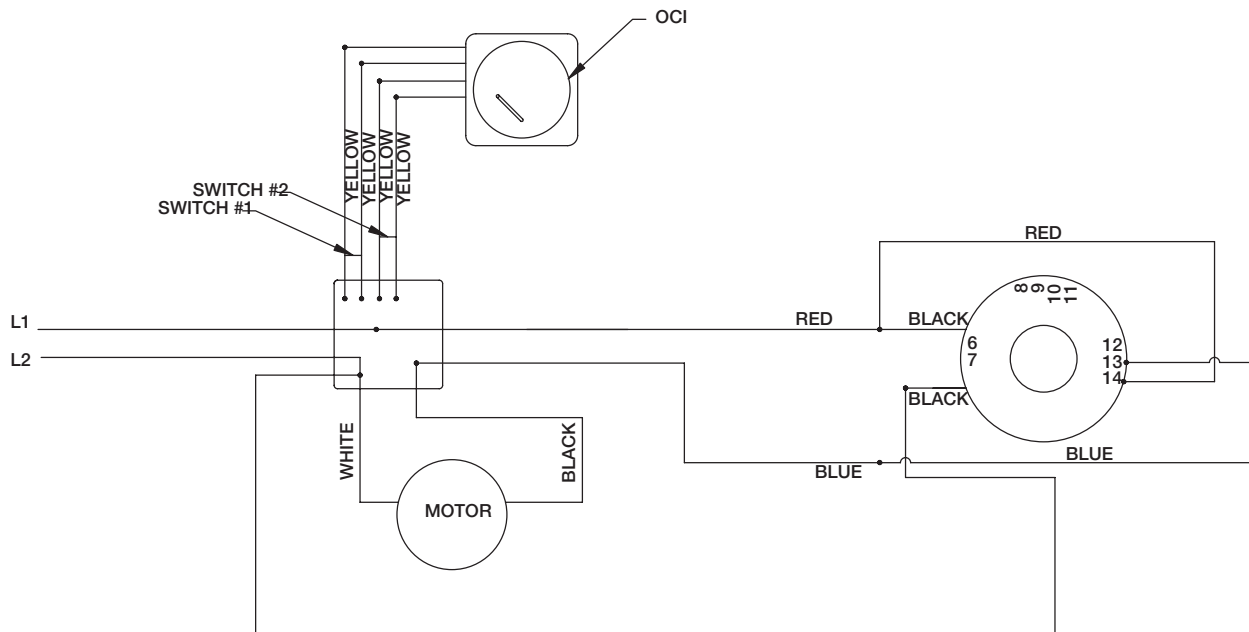 OCI
YELLOW
YELLOW
YELLOW
YELLOW
SWITCH #2
SWITCH #1
RED
L1
RED
BLACK
8
9
10
11
6
7
12
13
14
L2
BLACK
WHITE
BLACK
BLUE
BLUE
MOTOR